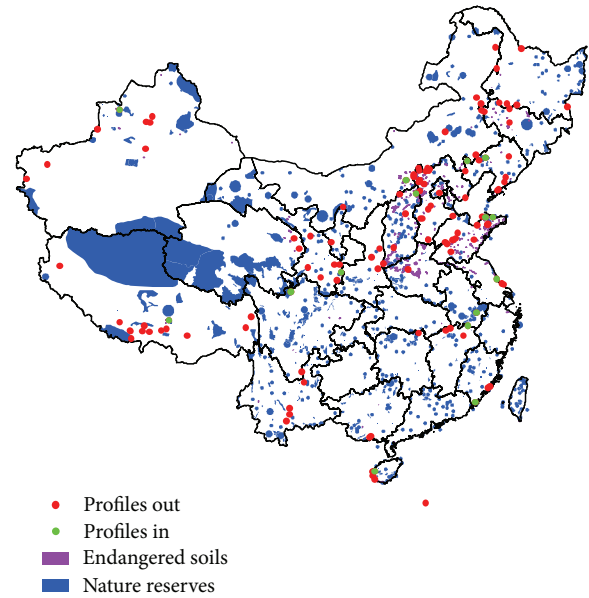 Profiles out
Profiles in
Endangered soils
Nature reserves